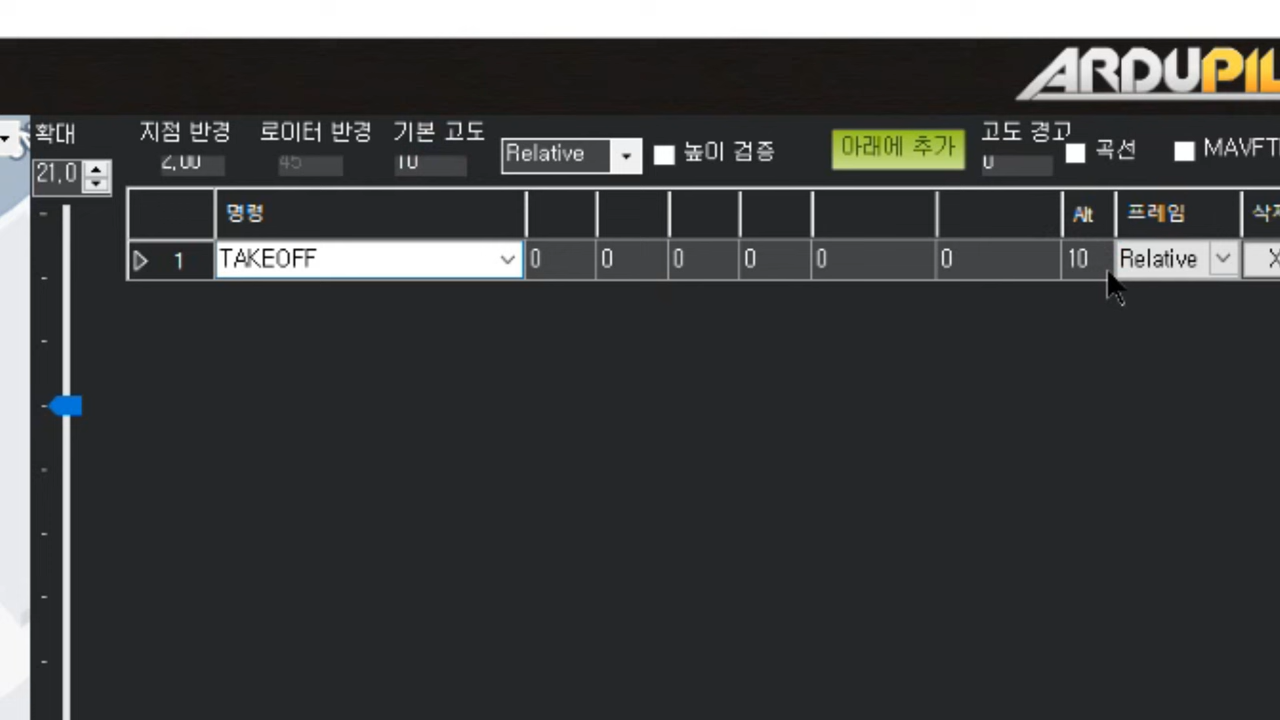 ARDUPIL
확대 지점 반경 로이터 반경 기본 고도 Relative 높이 검증 아래에 추가 고도 경고 곡선 MAVFT
21,0 2,00 45 10 0
명령 Alt 프레임
1 TAKEOFF 0 0 0 0 0 0 10 Relative X